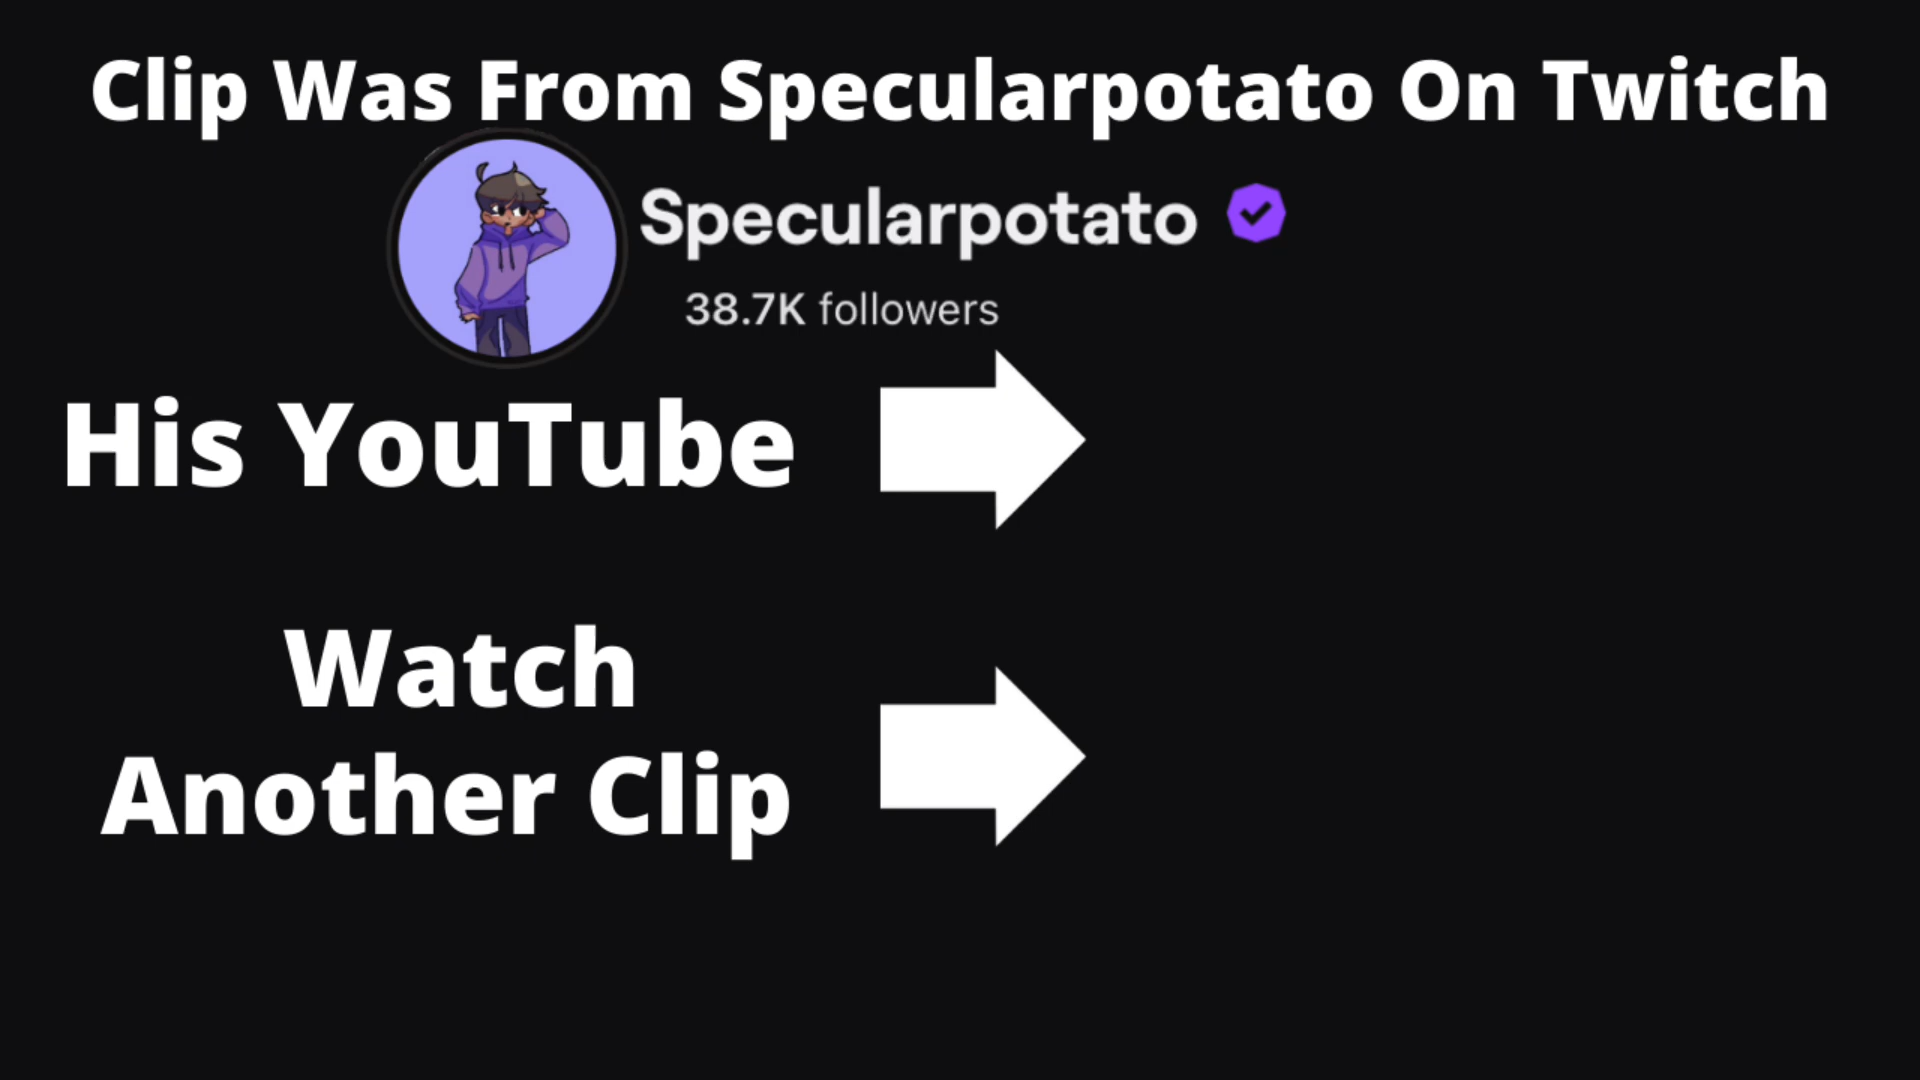 Clip Was From Specularpotato On Twitch
Specularpotato
38.7K followers
His YouTube
Watch
Another Clip